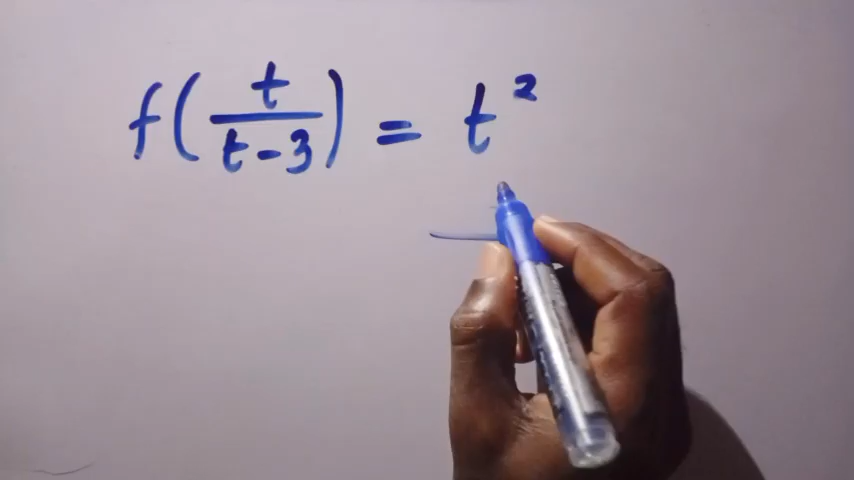 f(t/(t-3)) = t²